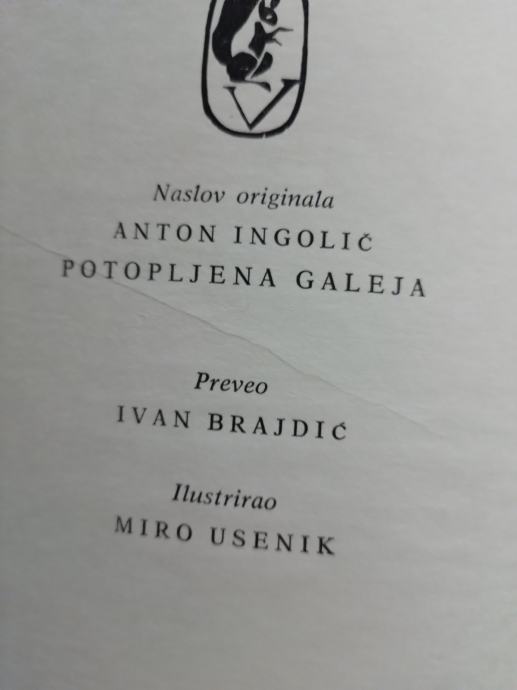 V
Naslov originala
ANTON INGOLIČ
POTOPLJENA GALEJA
Preveo
IVAN BRAJDIĆ
Ilustrirao
MIRO USENIK